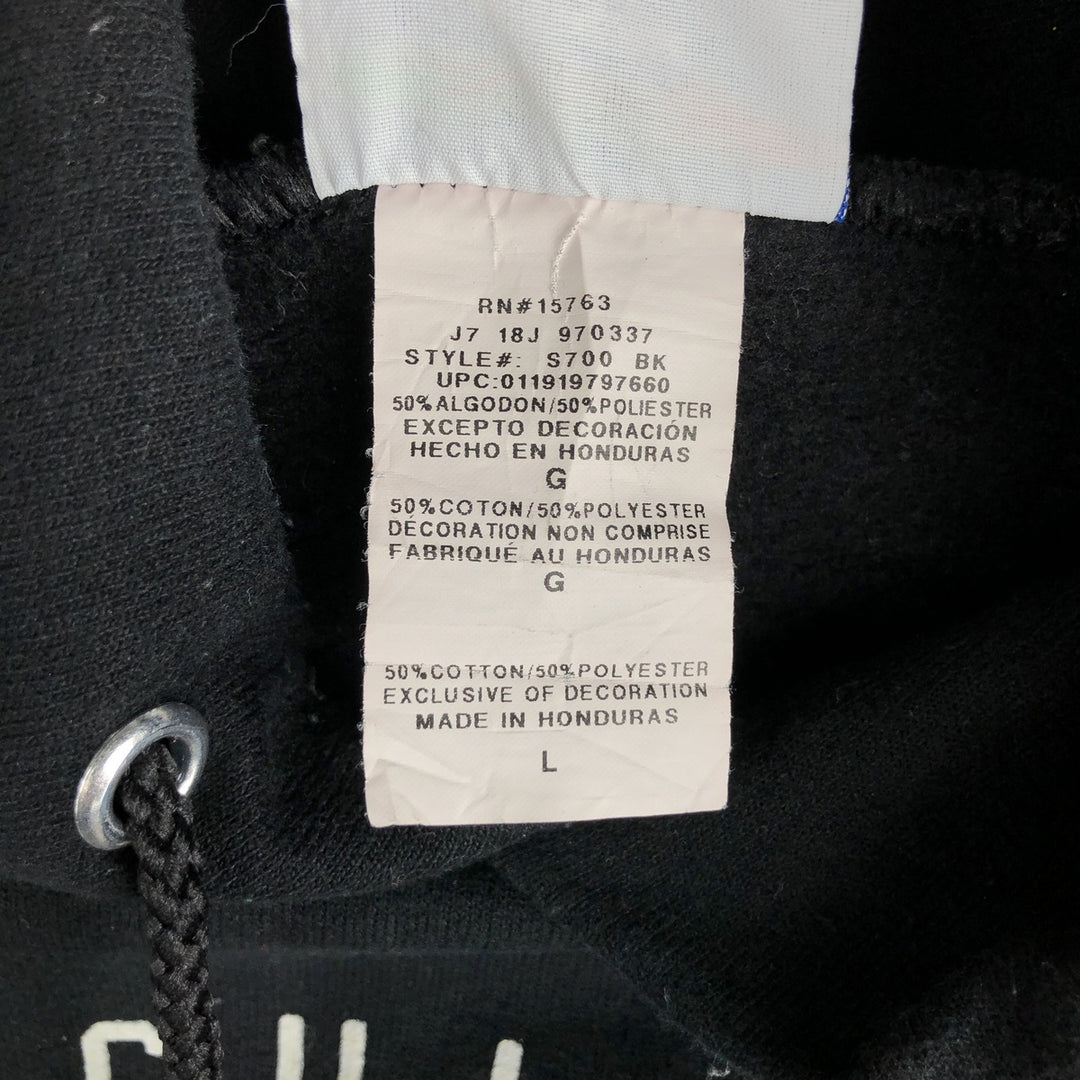 RN#15763
J7 18J 970337
STYLE#: S700 BK
UPC:011919797660
50%ALGODON/50%POLIESTER
EXCEPTO DECORACIÓN
HECHO EN HONDURAS
G
50%COTON/50%POLYESTER
DÉCORATION NON COMPRISE
FABRIQUÉ AU HONDURAS
G
50%COTTON/50%POLYESTER
EXCLUSIVE OF DECORATION
MADE IN HONDURAS
L